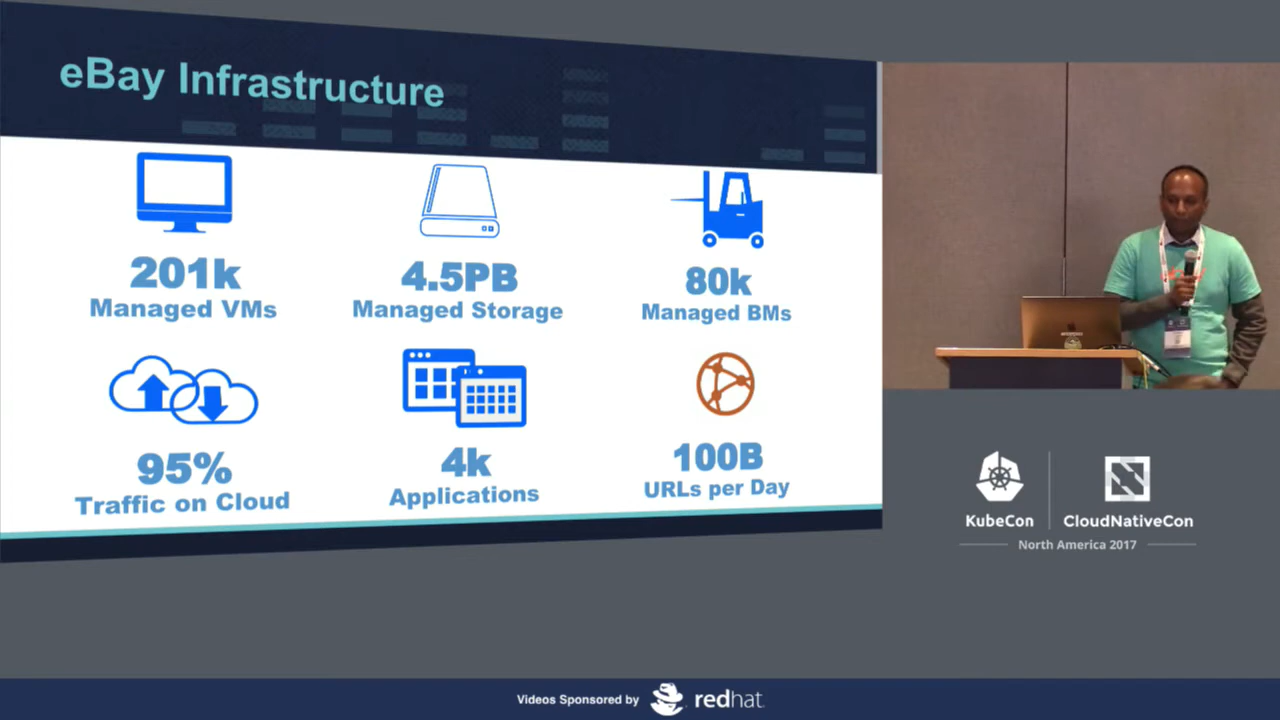 eBay Infrastructure
201k
Managed VMs
4.5PB
Managed Storage
80k
Managed BMs
95%
Traffic on Cloud
4k
Applications
100B
URLs per Day
KubeCon
CloudNativeCon
North America 2017
Videos Sponsored by
redhat